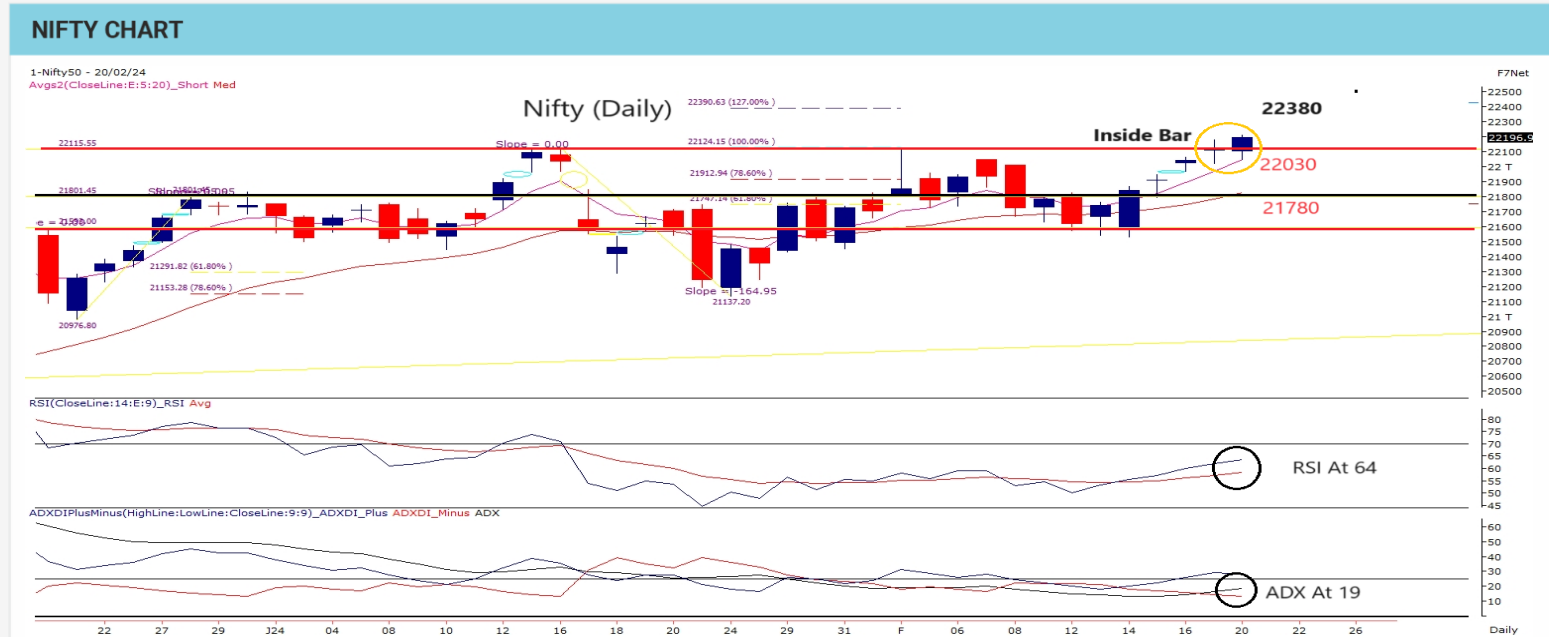 NIFTY CHART
1-Nifty50 - 20/02/24
F7Net
Avgs2(CloseLine:E:5:20)_Short Med
Nifty (Daily)
22390.63 (127.00% )
22380
22500
22400
22300
22196.9
22100
22 T
21900
21800
21700
21600
21500
21400
21300
21200
21100
21 T
20900
20800
20700
20600
20500
22115.55
Slope = 0.00
22124.15 (100.00% )
Inside Bar
22030
21912.94 (78.60% )
21801.45
21747.14 (61.80% )
21780
21291.82 (61.80% )
21153.28 (78.60% )
Slope = -164.95
21137.20
20976.80
RSI(CloseLine:14:E:9)_RSI Avg
80
75
70
65
60
55
50
45
RSI At 64
ADXDIPlusMinus(HighLine:LowLine:CloseLine:9:9)_ADXDI_Plus ADXDI_Minus ADX
60
50
40
30
20
10
ADX At 19
22 27 29 J24 04 08 10 12 16 18 20 24 29 31 F 06 08 12 14 16 20 22 26 Daily